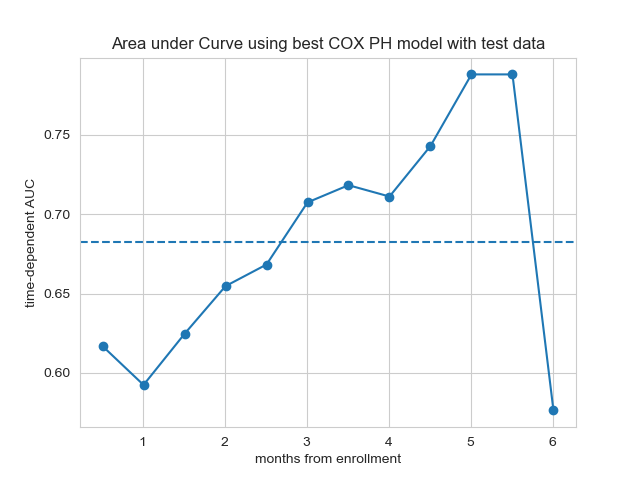 Area under Curve using best COX PH model with test data
time-dependent AUC
0.75
0.70
0.65
0.60
1 2 3 4 5 6
months from enrollment